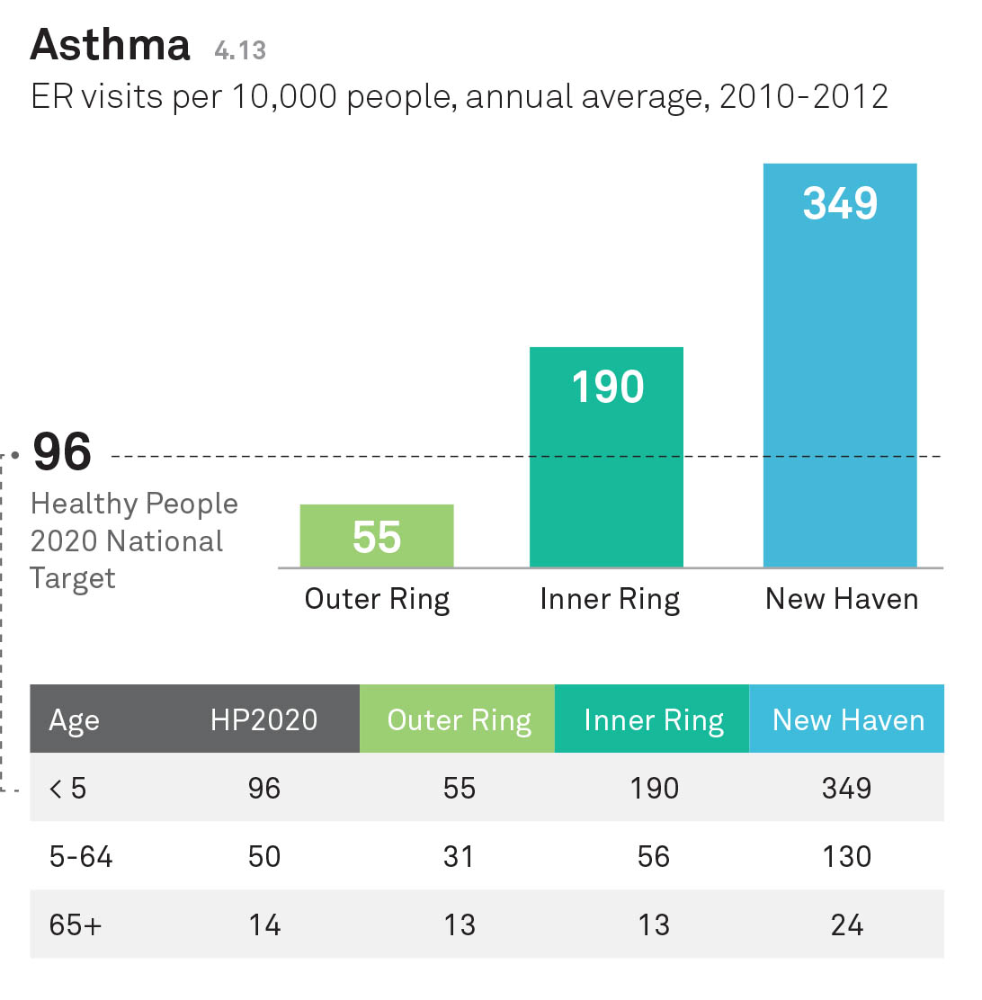 Asthma 4.13
ER visits per 10,000 people, annual average, 2010-2012
349
190
96
Healthy People
2020 National
Target
55
Outer Ring Inner Ring New Haven
Age HP2020 Outer Ring Inner Ring New Haven
< 5 96 55 190 349
5-64 50 31 56 130
65+ 14 13 13 24